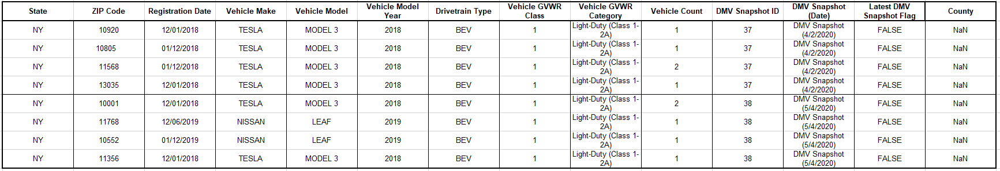 State ZIP Code Registration Date Vehicle Make Vehicle Model Vehicle Model Year Drivetrain Type Vehicle GVWR Class Vehicle GVWR Category Vehicle Count DMV Snapshot ID DMV Snapshot (Date) Latest DMV Snapshot Flag County
NY 10920 12/01/2018 TESLA MODEL 3 2018 BEV 1 Light-Duty (Class 1-2A) 1 37 DMV Snapshot (4/2/2020) FALSE NaN
NY 10805 01/12/2018 TESLA MODEL 3 2018 BEV 1 Light-Duty (Class 1-2A) 1 37 DMV Snapshot (4/2/2020) FALSE NaN
NY 11568 01/12/2018 TESLA MODEL 3 2018 BEV 1 Light-Duty (Class 1-2A) 2 37 DMV Snapshot (4/2/2020) FALSE NaN
NY 13035 12/01/2018 TESLA MODEL 3 2018 BEV 1 Light-Duty (Class 1-2A) 1 37 DMV Snapshot (4/2/2020) FALSE NaN
NY 10001 12/01/2018 TESLA MODEL 3 2018 BEV 1 Light-Duty (Class 1-2A) 2 38 DMV Snapshot (5/4/2020) FALSE NaN
NY 11768 12/06/2019 NISSAN LEAF 2019 BEV 1 Light-Duty (Class 1-2A) 1 38 DMV Snapshot (5/4/2020) FALSE NaN
NY 10552 01/12/2019 NISSAN LEAF 2019 BEV 1 Light-Duty (Class 1-2A) 1 38 DMV Snapshot (5/4/2020) FALSE NaN
NY 11356 12/01/2018 TESLA MODEL 3 2018 BEV 1 Light-Duty (Class 1-2A) 1 38 DMV Snapshot (5/4/2020) FALSE NaN